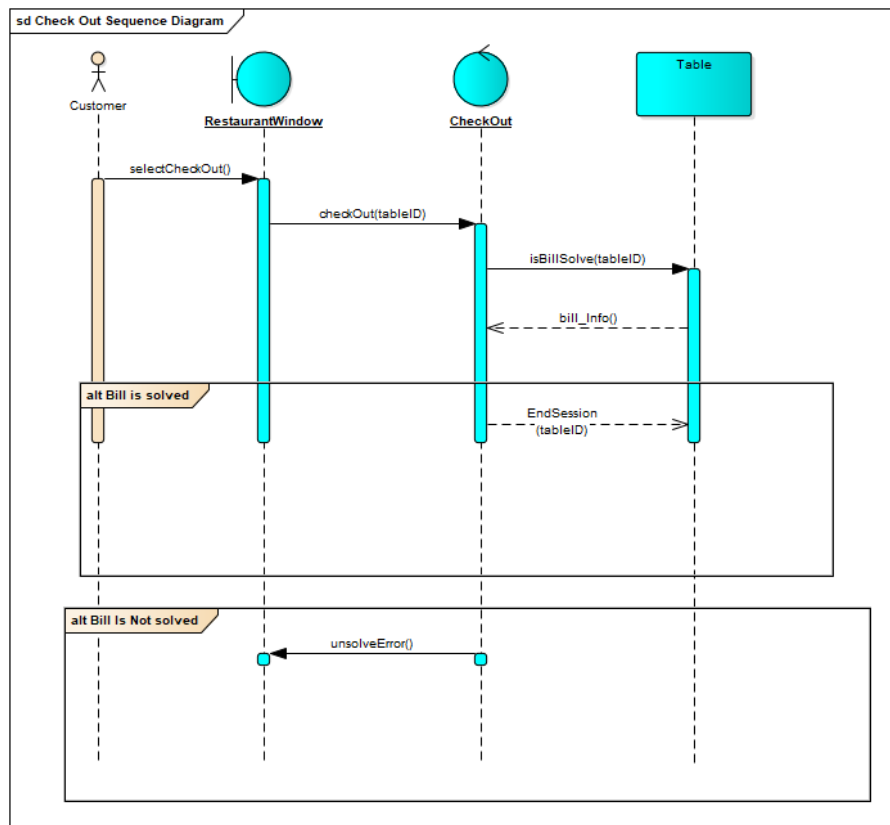 sd Check Out Sequence Diagram
Table
Customer
RestaurantWindow
CheckOut
selectCheckOut()
checkOut(tableID)
isBillSolve(tableID)
bill_Info()
alt Bill is solved
EndSession
(tableID)
alt Bill Is Not solved
unsolveError()